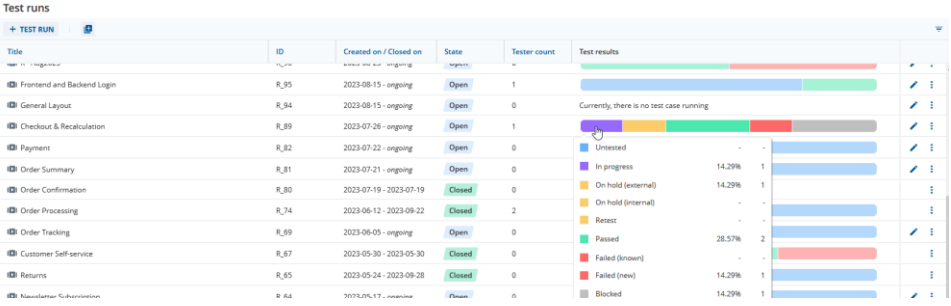 Test runs
+ TEST RUN
Title ID Created on / Closed on State Tester count Test results
Frontend and Backend Login R_95 2023-08-15 - ongoing Open 1
General Layout R_94 2023-08-15 - ongoing Open 0 Currently, there is no test case running
Checkout & Recalculation R_89 2023-07-26 - ongoing Open 1
Payment R_82 2023-07-22 - ongoing Open 0
Untested - -
Order Summary R_81 2023-07-21 - ongoing Open 0
In progress 14.29% 1
Order Confirmation R_80 2023-07-19 - 2023-07-19 Closed 0
On hold (external) 14.29% 1
On hold (internal) - -
Order Processing R_74 2023-06-12 - 2023-09-22 Closed 2
Retest - -
Order Tracking R_69 2023-06-05 - ongoing Open 0
Passed 28.57% 2
Customer Self-service R_67 2023-05-30 - 2023-05-30 Closed 0
Failed (known) - -
Returns R_65 2023-05-24 - 2023-09-28 Closed 0
Failed (new) 14.29% 1
Newsletter Subscription R_64 2023-05-17 - ongoing Open 0
Blocked 14.29% 1